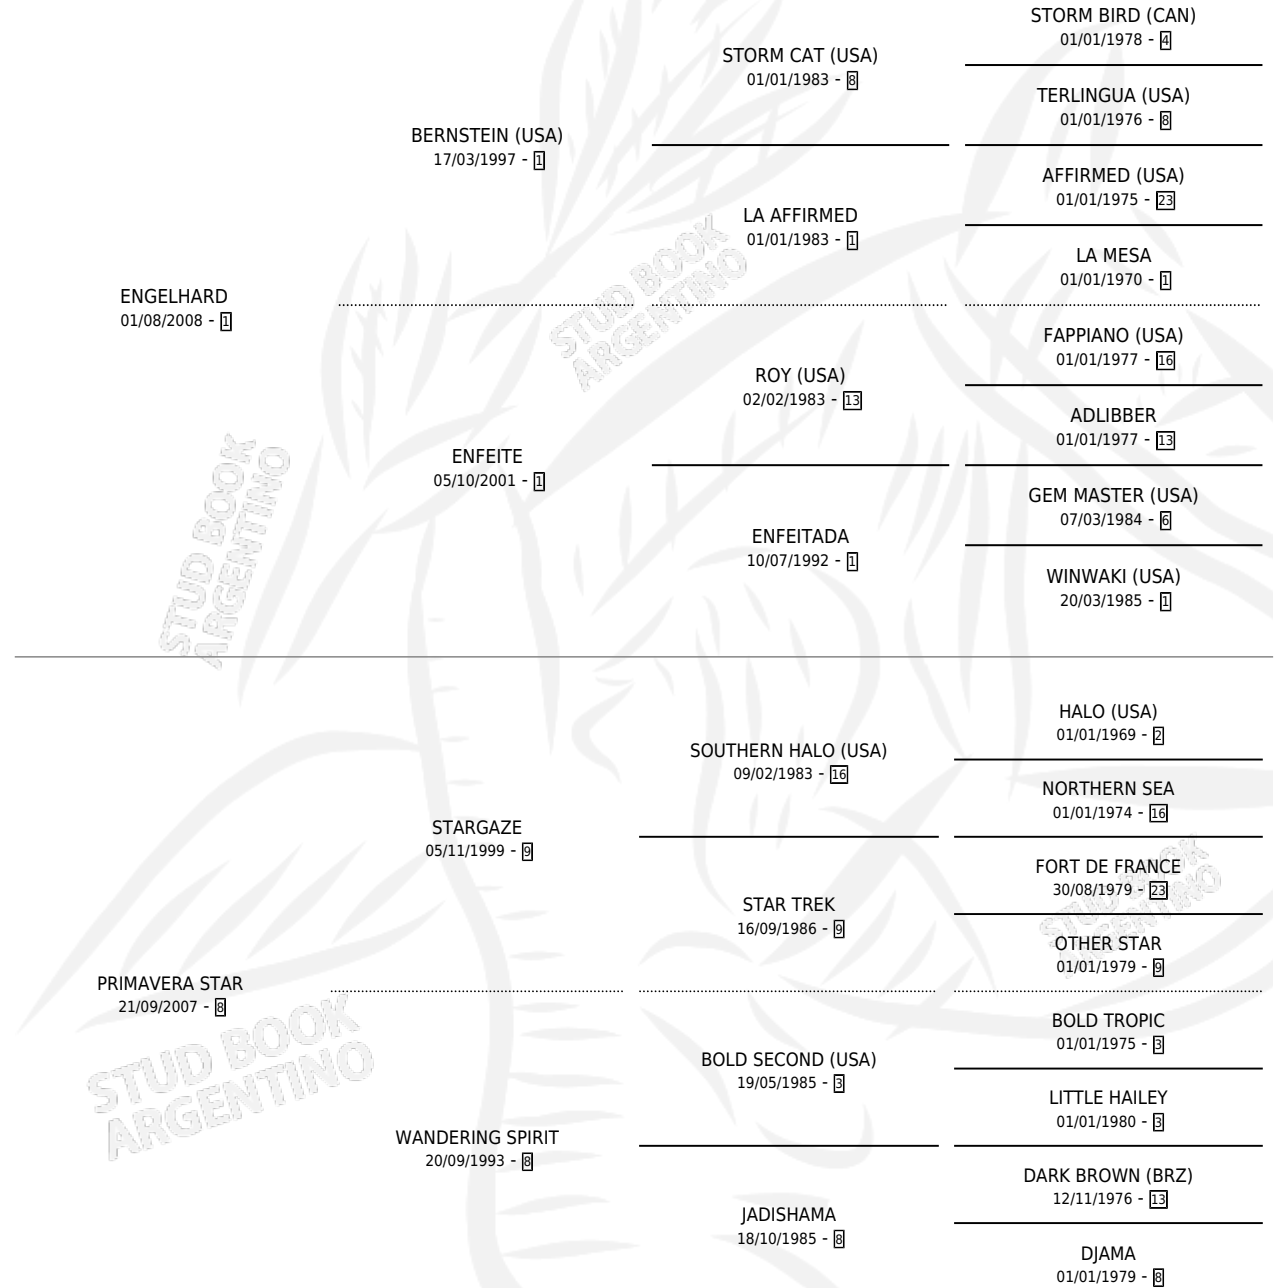 STORM BIRD (CAN)
01/01/1978 - 4
STORM CAT (USA)
01/01/1983 - 8
TERLINGUA (USA)
01/01/1976 - 8
BERNSTEIN (USA)
17/03/1997 - 1
AFFIRMED (USA)
01/01/1975 - 23
LA AFFIRMED
01/01/1983 - 1
LA MESA
01/01/1970 - 1
ENGELHARD
01/08/2008 - 1
FAPPIANO (USA)
01/01/1977 - 16
ROY (USA)
02/02/1983 - 13
ADLIBBER
01/01/1977 - 13
ENFEITE
05/10/2001 - 1
GEM MASTER (USA)
07/03/1984 - 6
ENFEITADA
10/07/1992 - 1
WINWAKI (USA)
20/03/1985 - 1
STUD BOOK
ARGENTINO
STUD BOOK
ARGENTINO
HALO (USA)
01/01/1969 - 2
SOUTHERN HALO (USA)
09/02/1983 - 16
NORTHERN SEA
01/01/1974 - 16
STARGAZE
05/11/1999 - 9
FORT DE FRANCE
30/08/1979 - 23
STAR TREK
16/09/1986 - 9
OTHER STAR
01/01/1979 - 9
PRIMAVERA STAR
21/09/2007 - 8
BOLD TROPIC
01/01/1975 - 3
BOLD SECOND (USA)
19/05/1985 - 3
LITTLE HAILEY
01/01/1980 - 3
WANDERING SPIRIT
20/09/1993 - 8
DARK BROWN (BRZ)
12/11/1976 - 13
JADISHAMA
18/10/1985 - 8
DJAMA
01/01/1979 - 8
STUD BOOK
ARGENTINO
STUD BOOK
ARGENTINO